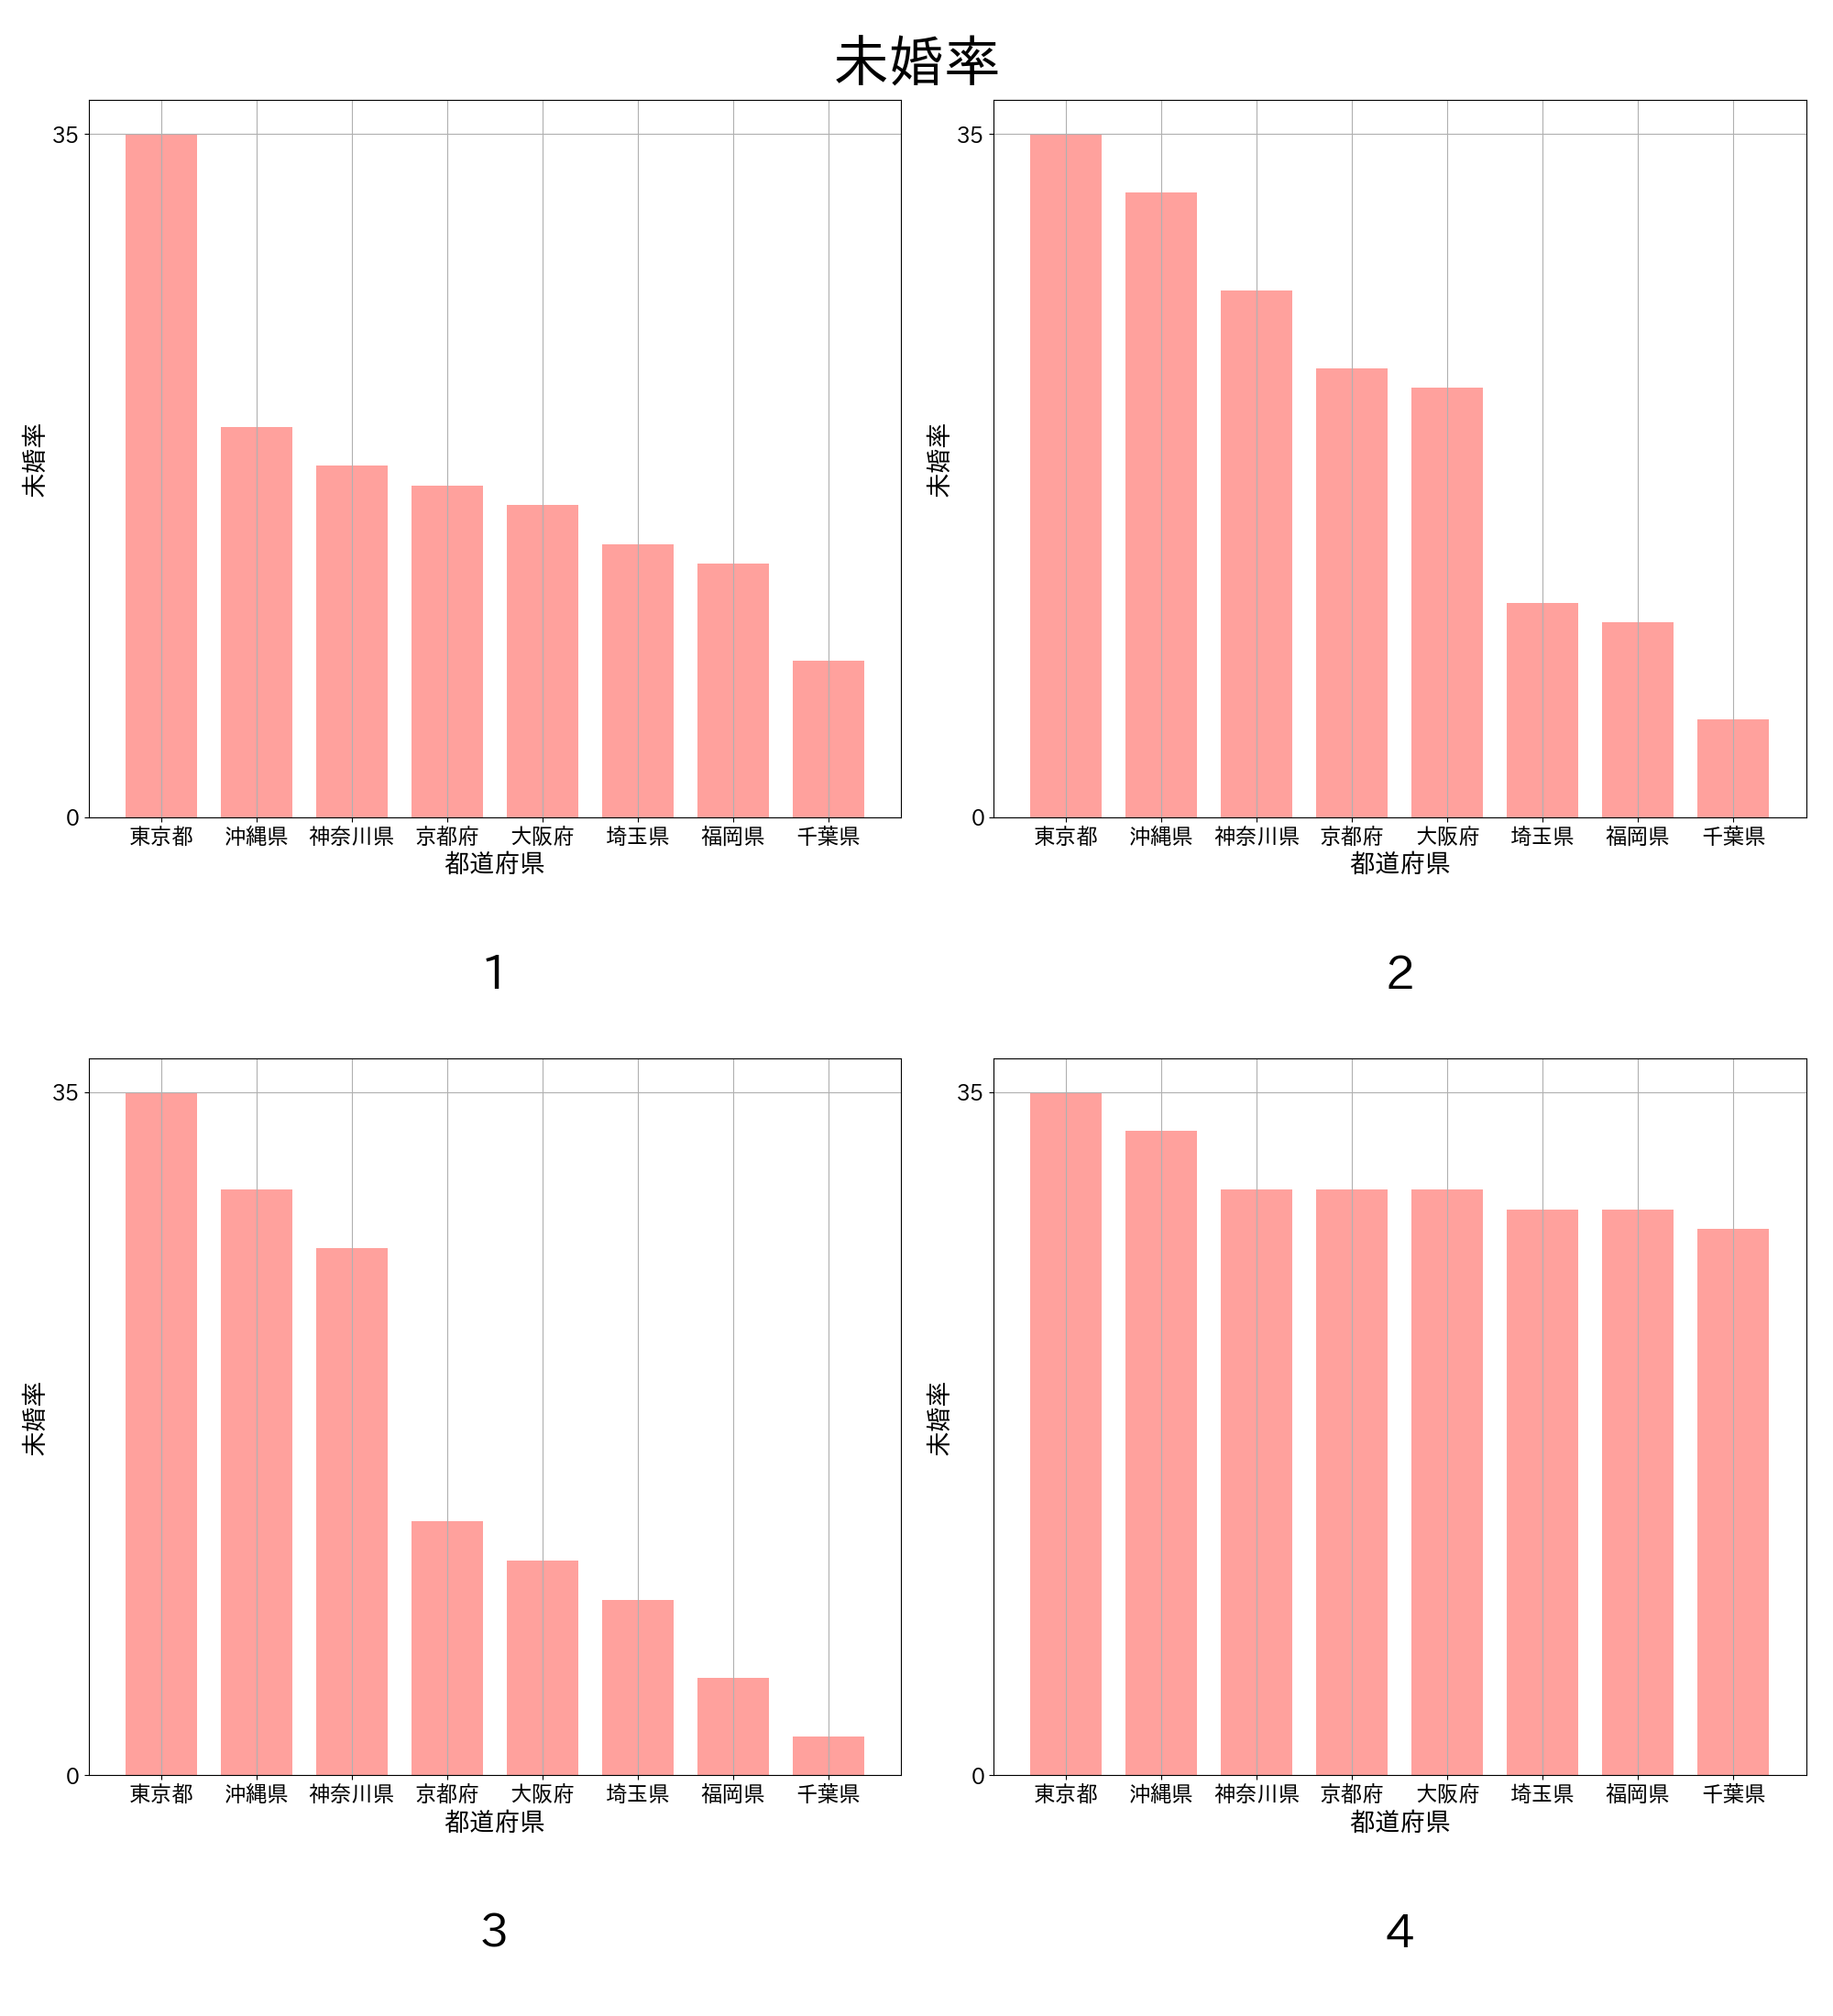 未婚率
35
0
未婚率
東京都 沖縄県 神奈川県 京都府 大阪府 埼玉県 福岡県 千葉県
都道府県
1
35
0
未婚率
東京都 沖縄県 神奈川県 京都府 大阪府 埼玉県 福岡県 千葉県
都道府県
2
35
0
未婚率
東京都 沖縄県 神奈川県 京都府 大阪府 埼玉県 福岡県 千葉県
都道府県
3
35
0
未婚率
東京都 沖縄県 神奈川県 京都府 大阪府 埼玉県 福岡県 千葉県
都道府県
4